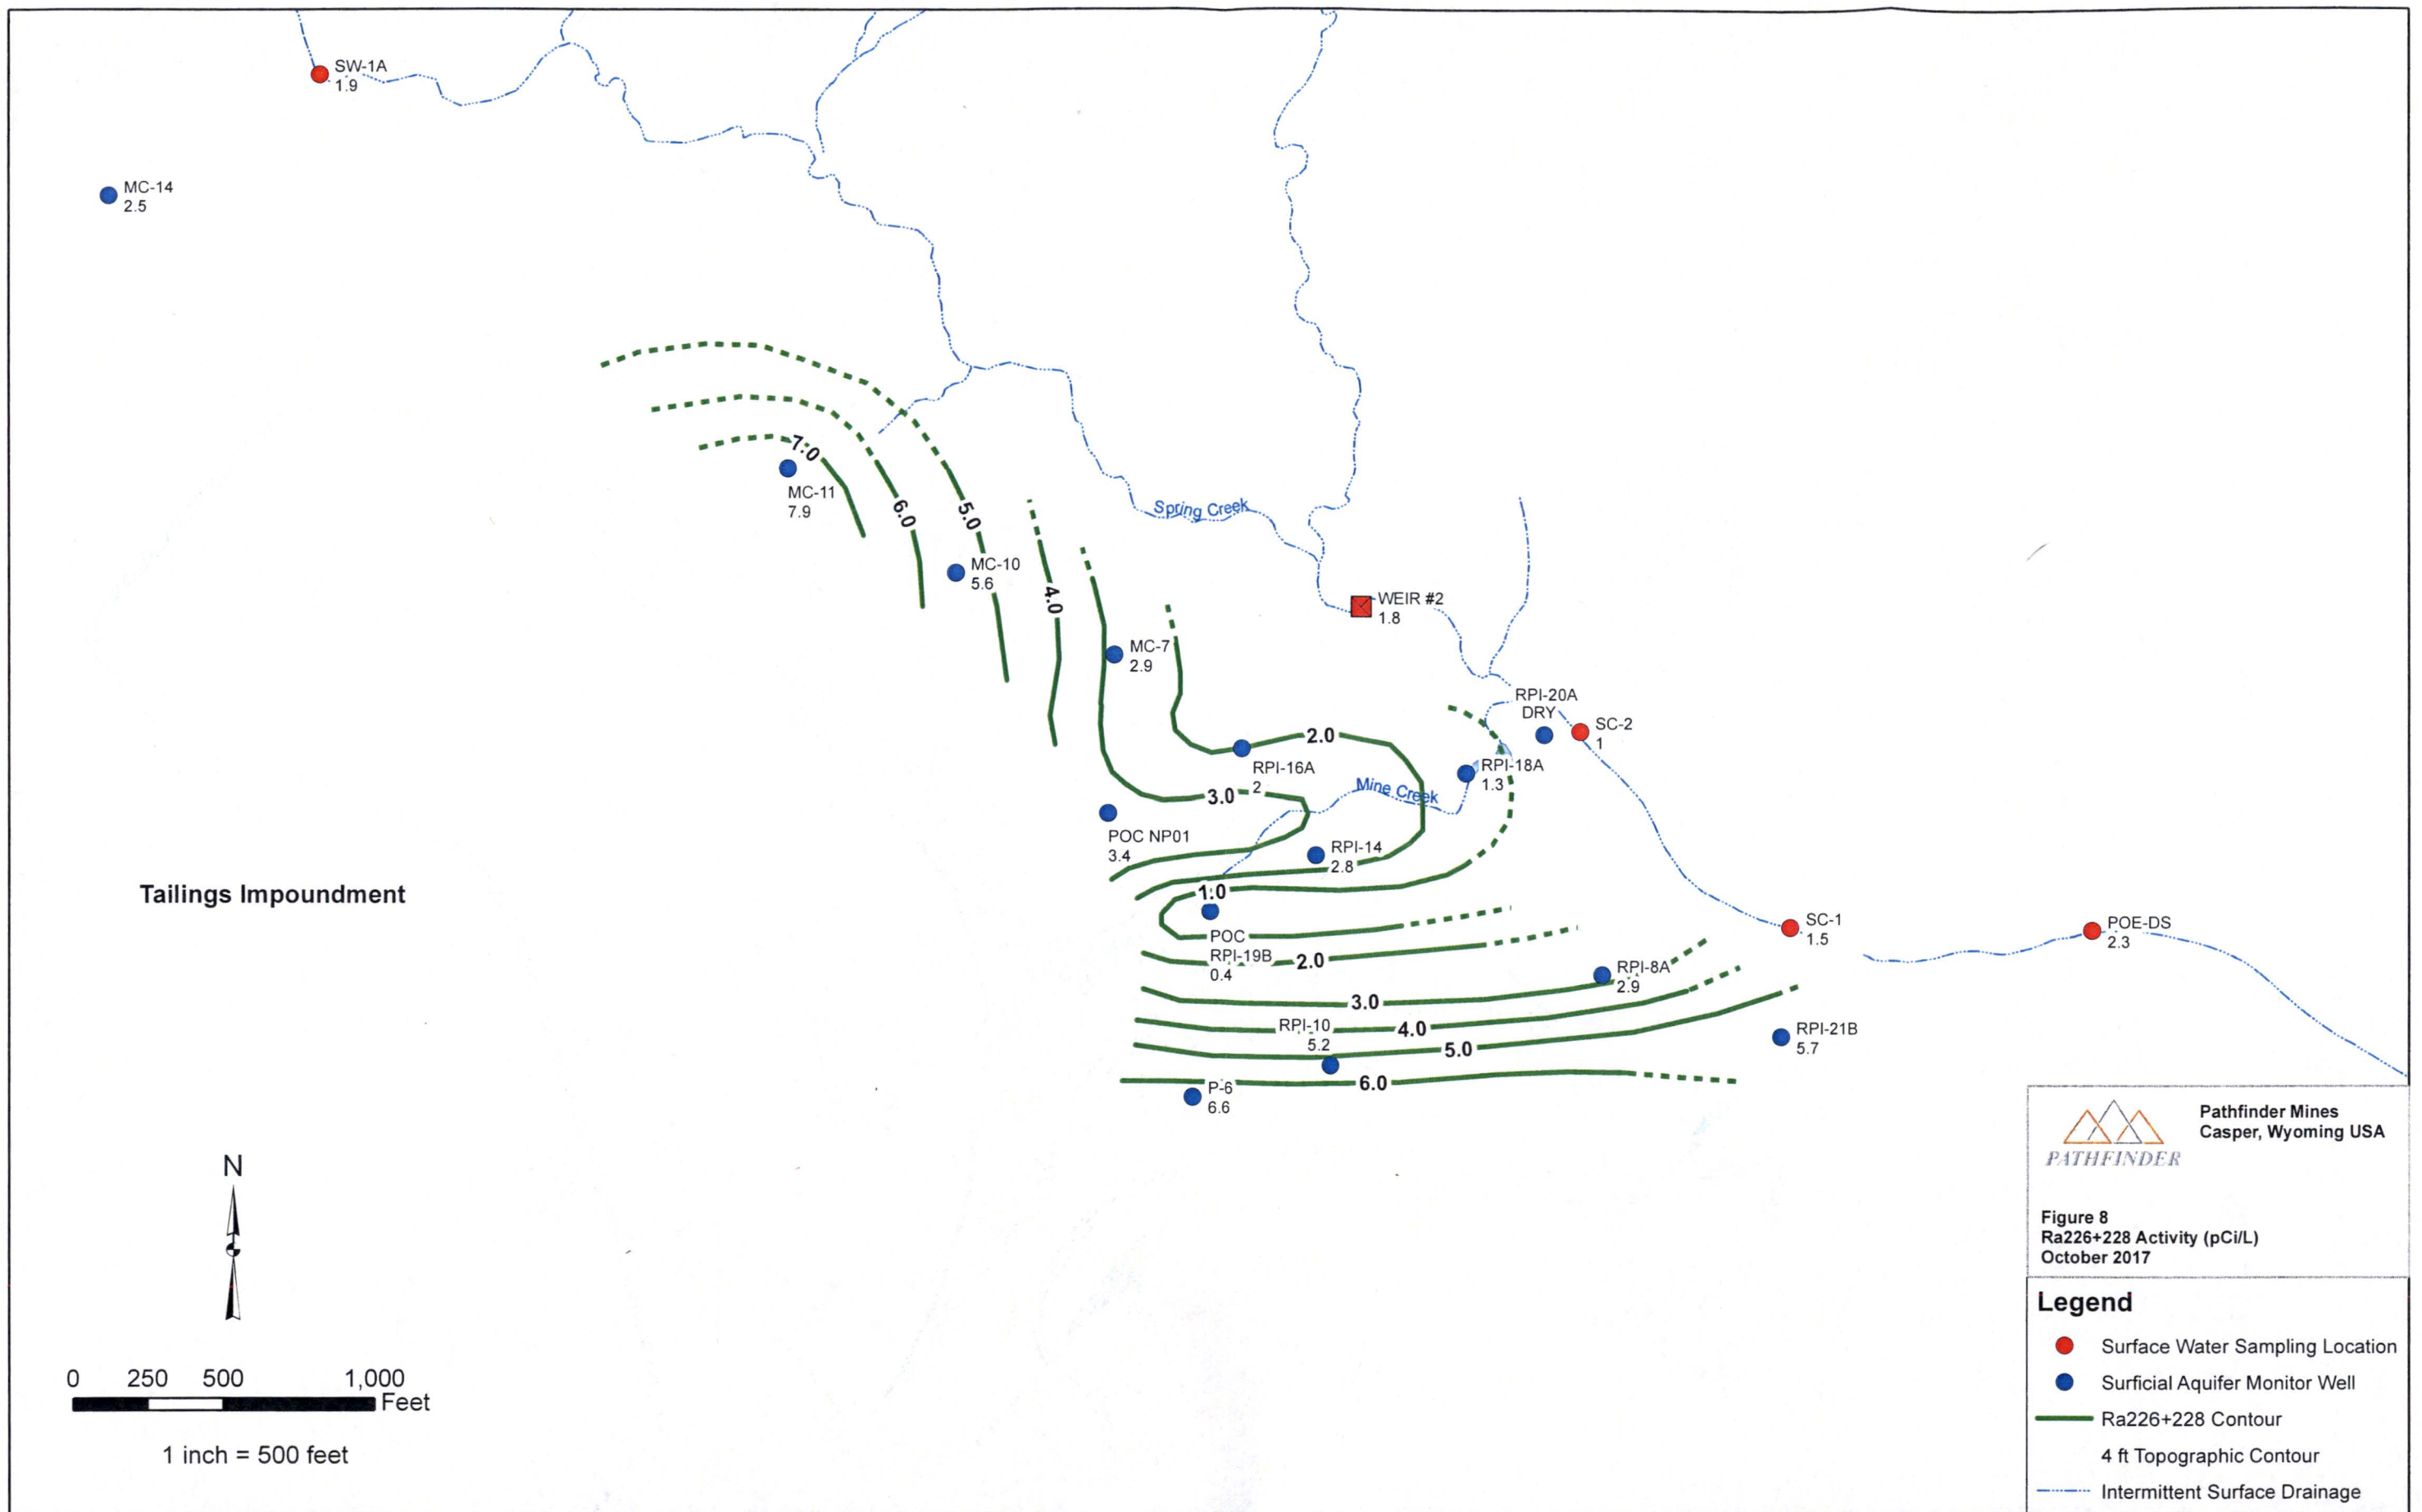 SW-1A
1.9
MC-14
2.5
7.0
MC-11
7.9
6.0
5.0
Spring Creek
MC-10
5.6
4.0
WEIR #2
1.8
MC-7
2.9
RPI-20A
DRY
SC-2
1
2.0
RPI-16A
2
RPI-18A
1.3
Mine Creek
3.0
POC NP01
3.4
RPI-14
2.8
Tailings Impoundment
1.0
POC
RPI-19B
0.4
SC-1
1.5
POE-DS
2.3
2.0
RPI-8A
2.9
3.0
RPI-10
5.2
4.0
RPI-21B
5.7
5.0
6.0
P-6
6.6
N
0 250 500 1,000
Feet
1 inch = 500 feet
PATHFINDER
Pathfinder Mines
Casper, Wyoming USA
Figure 8
Ra226+228 Activity (pCi/L)
October 2017
Legend
Surface Water Sampling Location
Surficial Aquifer Monitor Well
Ra226+228 Contour
4 ft Topographic Contour
Intermittent Surface Drainage